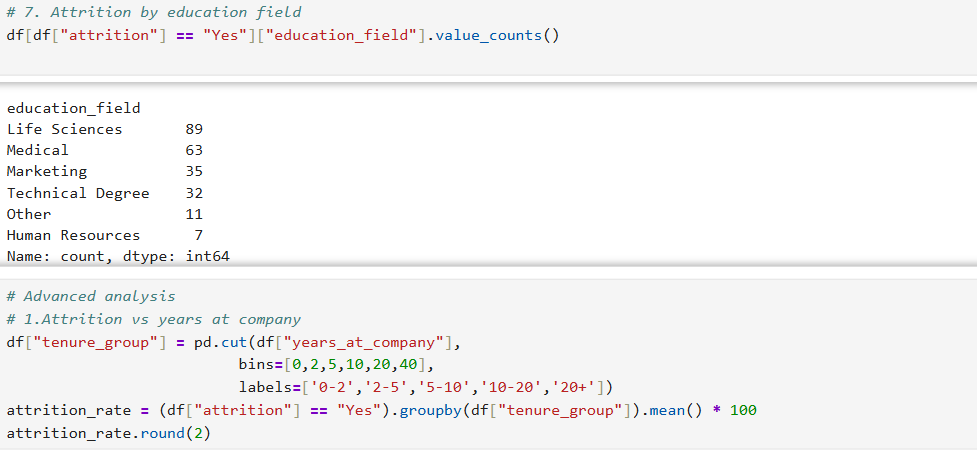 # 7. Attrition by education field
df[df["attrition"] == "Yes"]["education_field"].value_counts()
education_field
Life Sciences       89
Medical             63
Marketing           35
Technical Degree    32
Other               11
Human Resources      7
Name: count, dtype: int64
# Advanced analysis
# 1.Attrition vs years at company
df["tenure_group"] = pd.cut(df["years_at_company"],
                          bins=[0,2,5,10,20,40],
                          labels=['0-2','2-5','5-10','10-20','20+'])
attrition_rate = (df["attrition"] == "Yes").groupby(df["tenure_group"]).mean() * 100
attrition_rate.round(2)